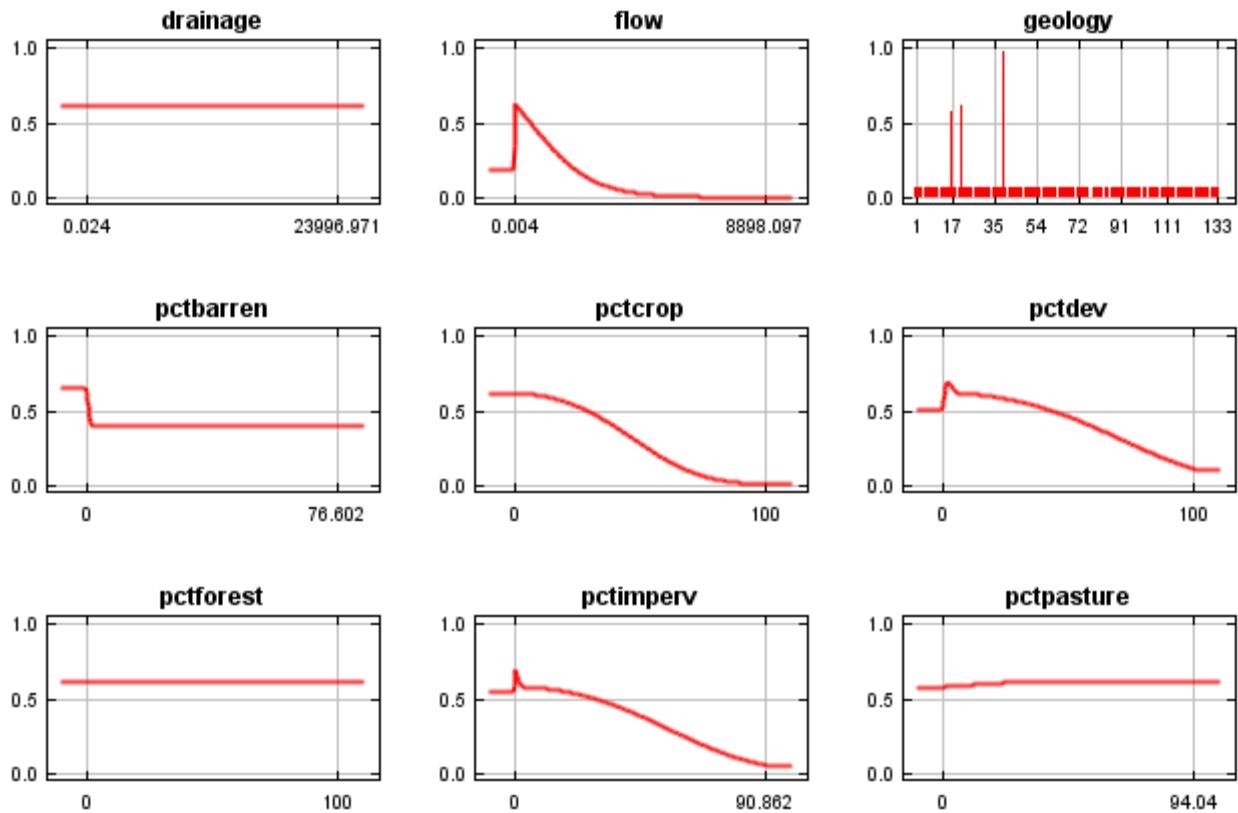 drainage flow geology
1.0 1.0 1.0
0.5 0.5 0.5
0.0 0.0 0.0
0.024 23996.971 0.004 8898.097 1 17 35 54 72 91 111 133
pctbarren pctcrop pctdev
1.0 1.0 1.0
0.5 0.5 0.5
0.0 0.0 0.0
0 76.602 0 100 0 100
pctforest pctimperv pctpasture
1.0 1.0 1.0
0.5 0.5 0.5
0.0 0.0 0.0
0 100 0 90.862 0 94.04